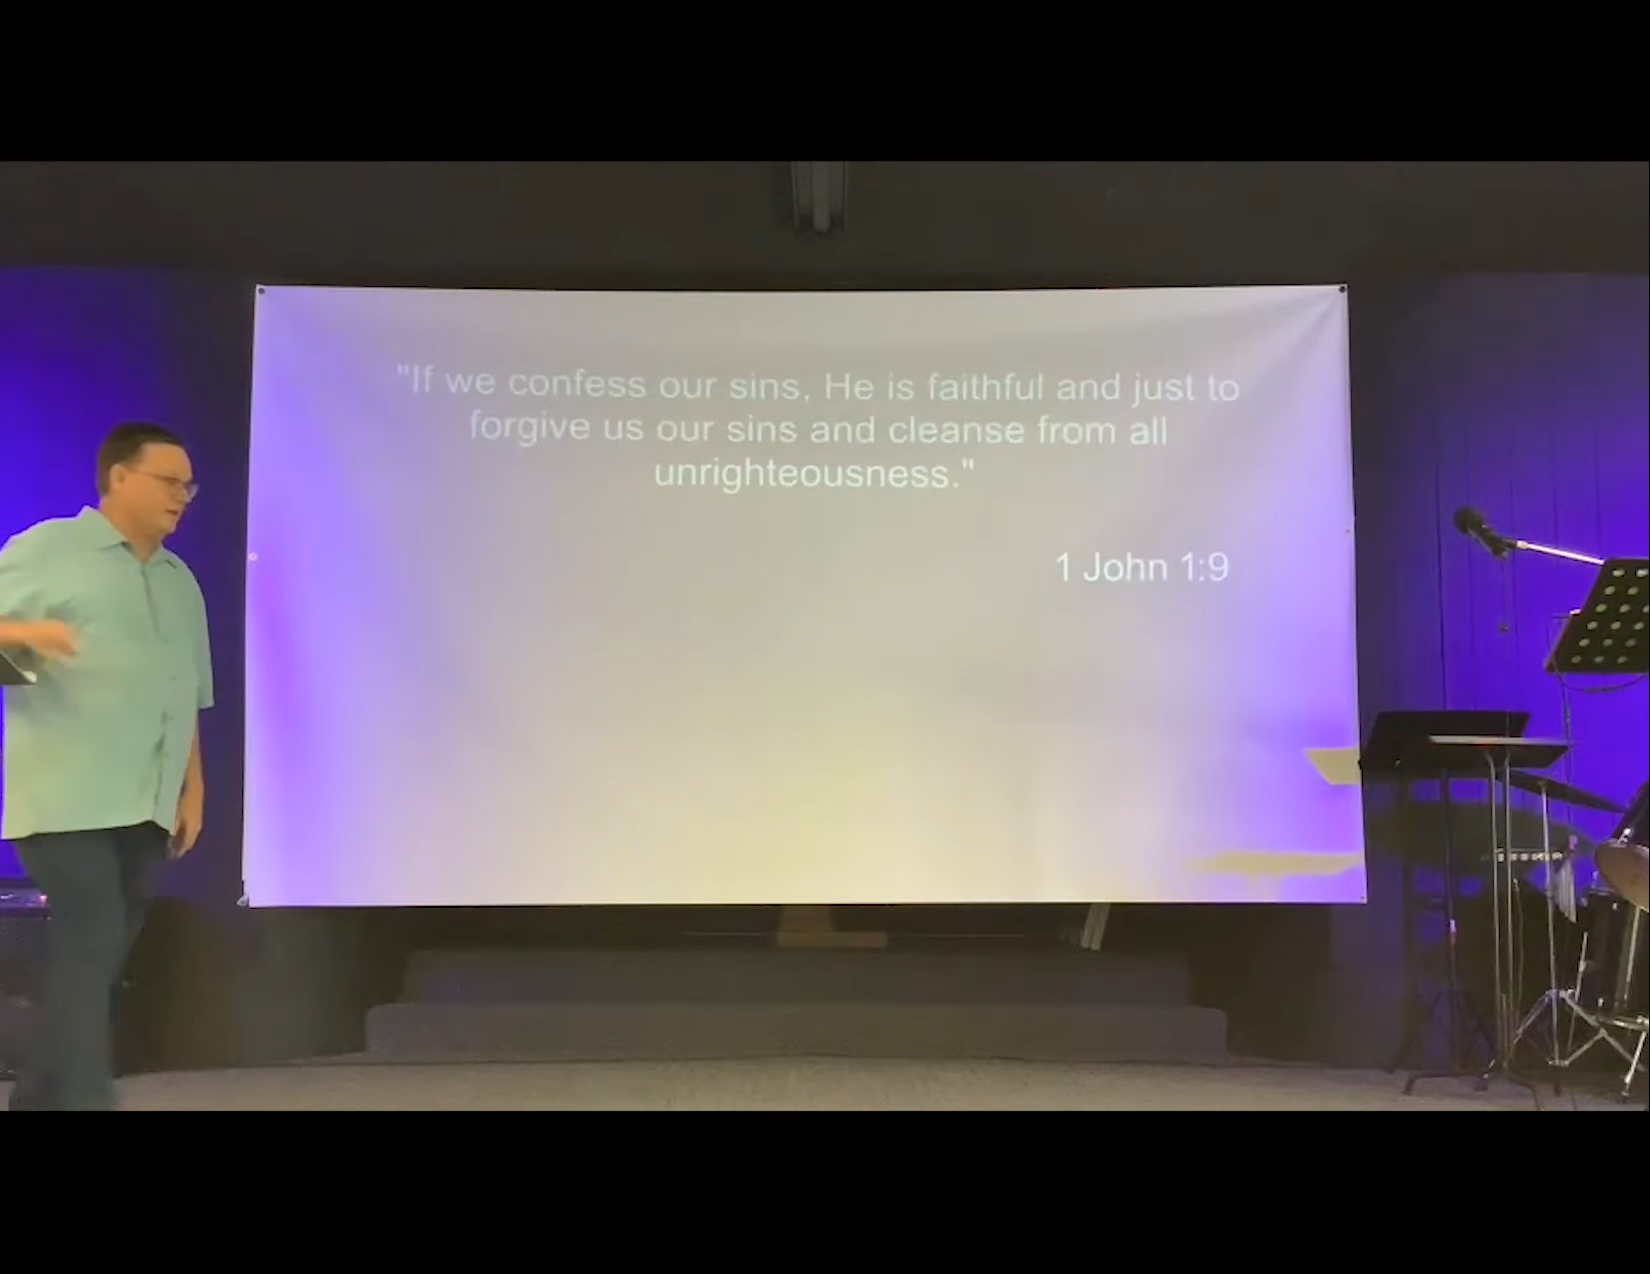 "If we confess our sins, He is faithful and just to
forgive us our sins and cleanse from all
unrighteousness."
1 John 1:9